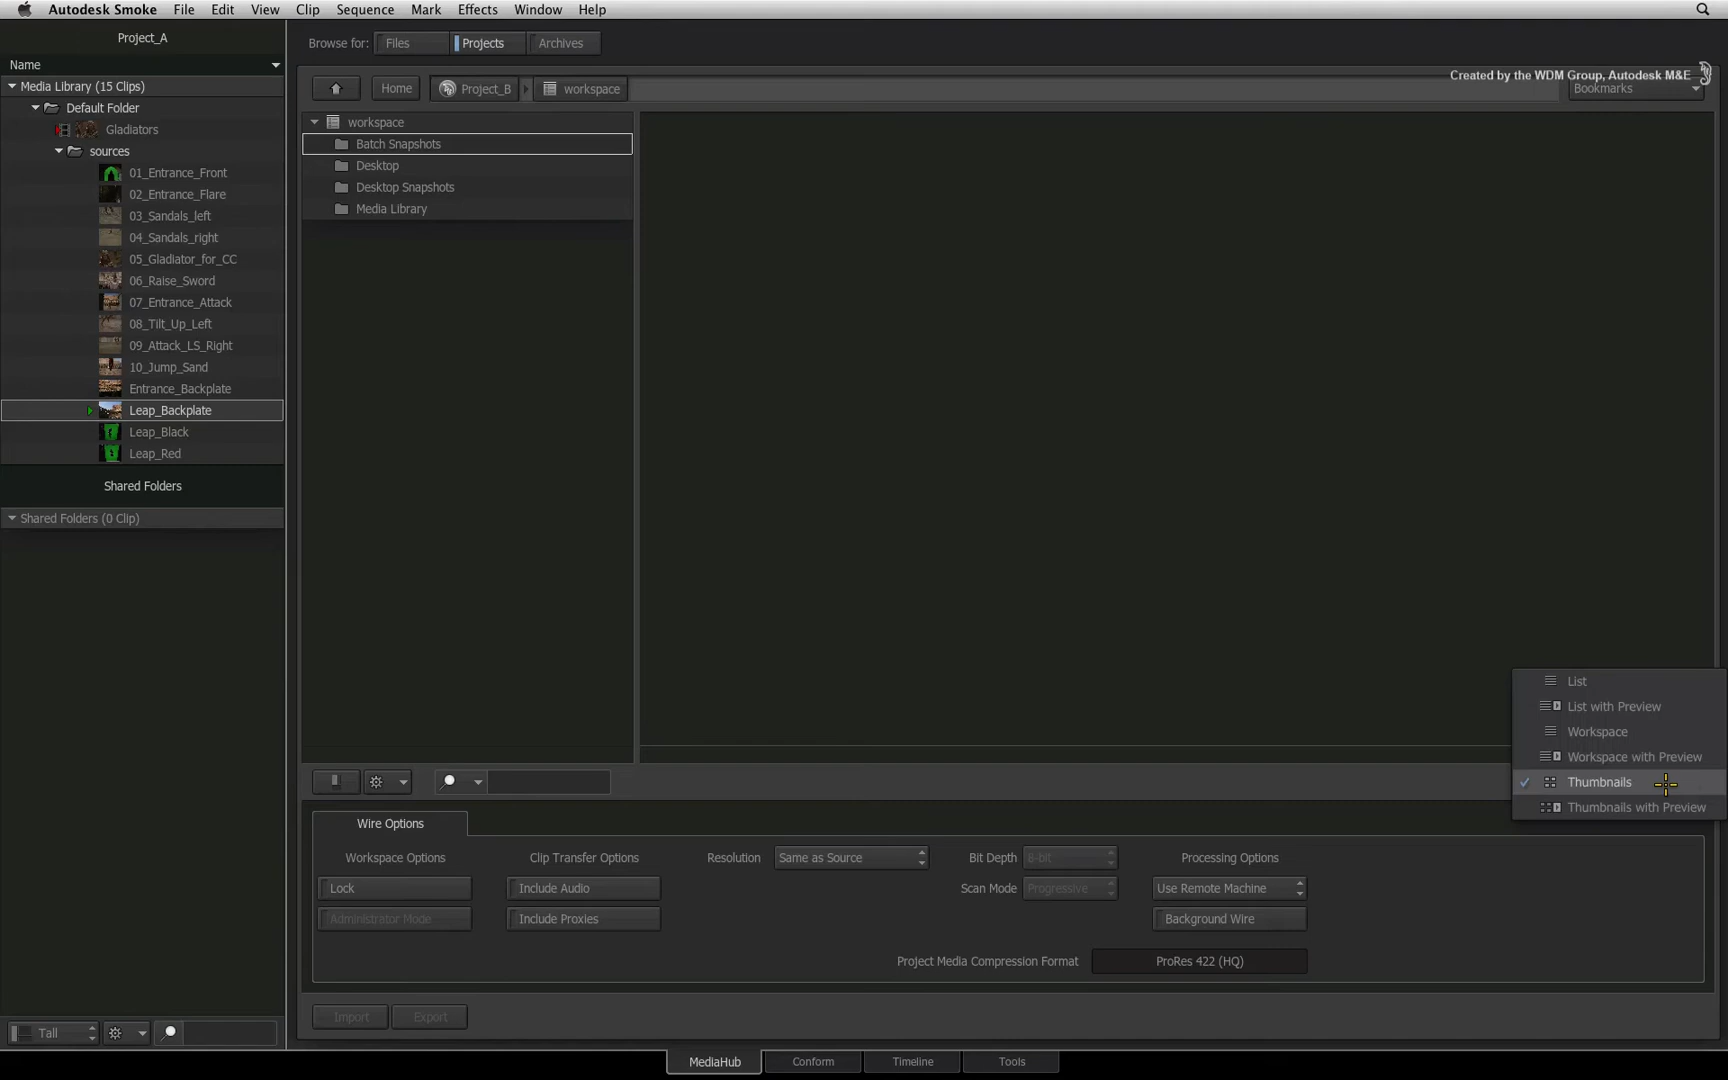 Autodesk Smoke File Edit View Clip Sequence Mark Effects Window Help
Project_A
Name
Media Library (15 Clips)
Default Folder
Gladiators
sources
01_Entrance_Front
02_Entrance_Flare
03_Sandals_left
04_Sandals_right
05_Gladiator_for_CC
06_Raise_Sword
07_Entrance_Attack
08_Tilt_Up_Left
09_Attack_LS_Right
10_Jump_Sand
Entrance_Backplate
Leap_Backplate
Leap_Black
Leap_Red
Shared Folders
Shared Folders (0 Clip)
Tall
Browse for: Files Projects Archives
Created by the WDM Group, Autodesk M&E
Home Project_B workspace Bookmarks
workspace
Batch Snapshots
Desktop
Desktop Snapshots
Media Library
List
List with Preview
Workspace
Workspace with Preview
Thumbnails
Thumbnails with Preview
Wire Options
Workspace Options Clip Transfer Options Resolution Same as Source Bit Depth 8-bit Processing Options
Lock Include Audio Scan Mode Progressive Use Remote Machine
Administrator Mode Include Proxies Background Wire
Project Media Compression Format ProRes 422 (HQ)
Import Export
MediaHub Conform Timeline Tools